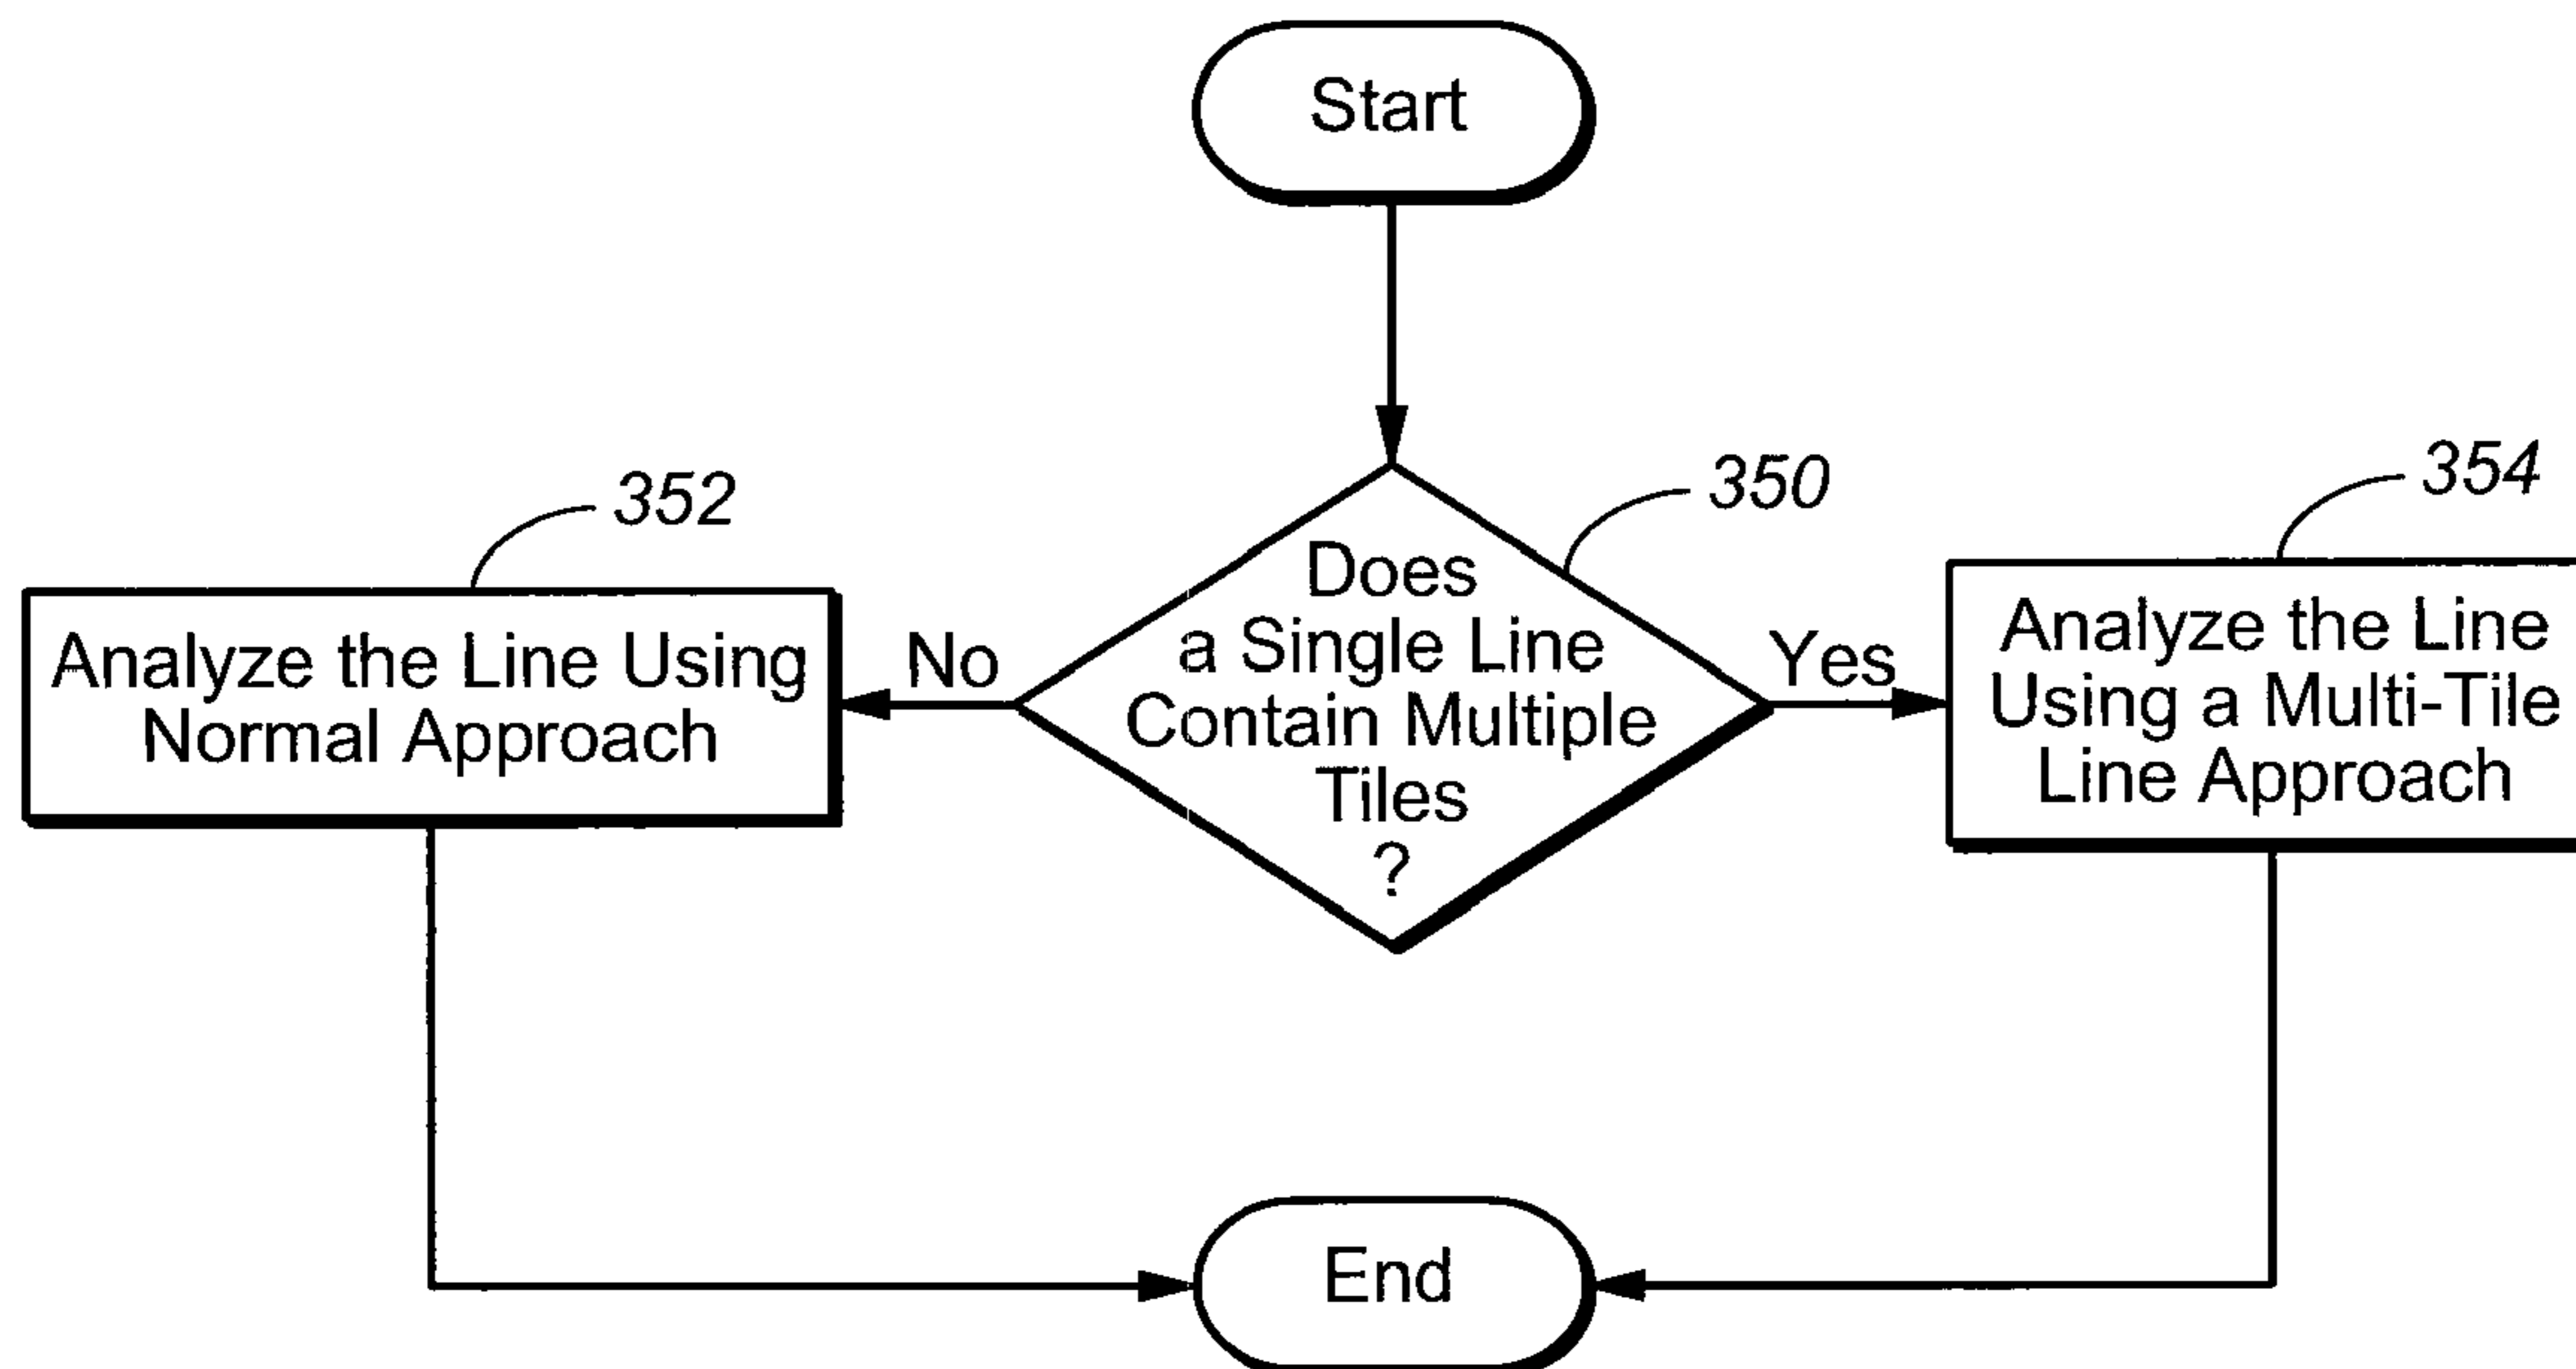 Start
352
350
354
Does
a Single Line
Contain Multiple
Tiles
?
No
Yes
Analyze the Line Using
Normal Approach
Analyze the Line
Using a Multi-Tile
Line Approach
End